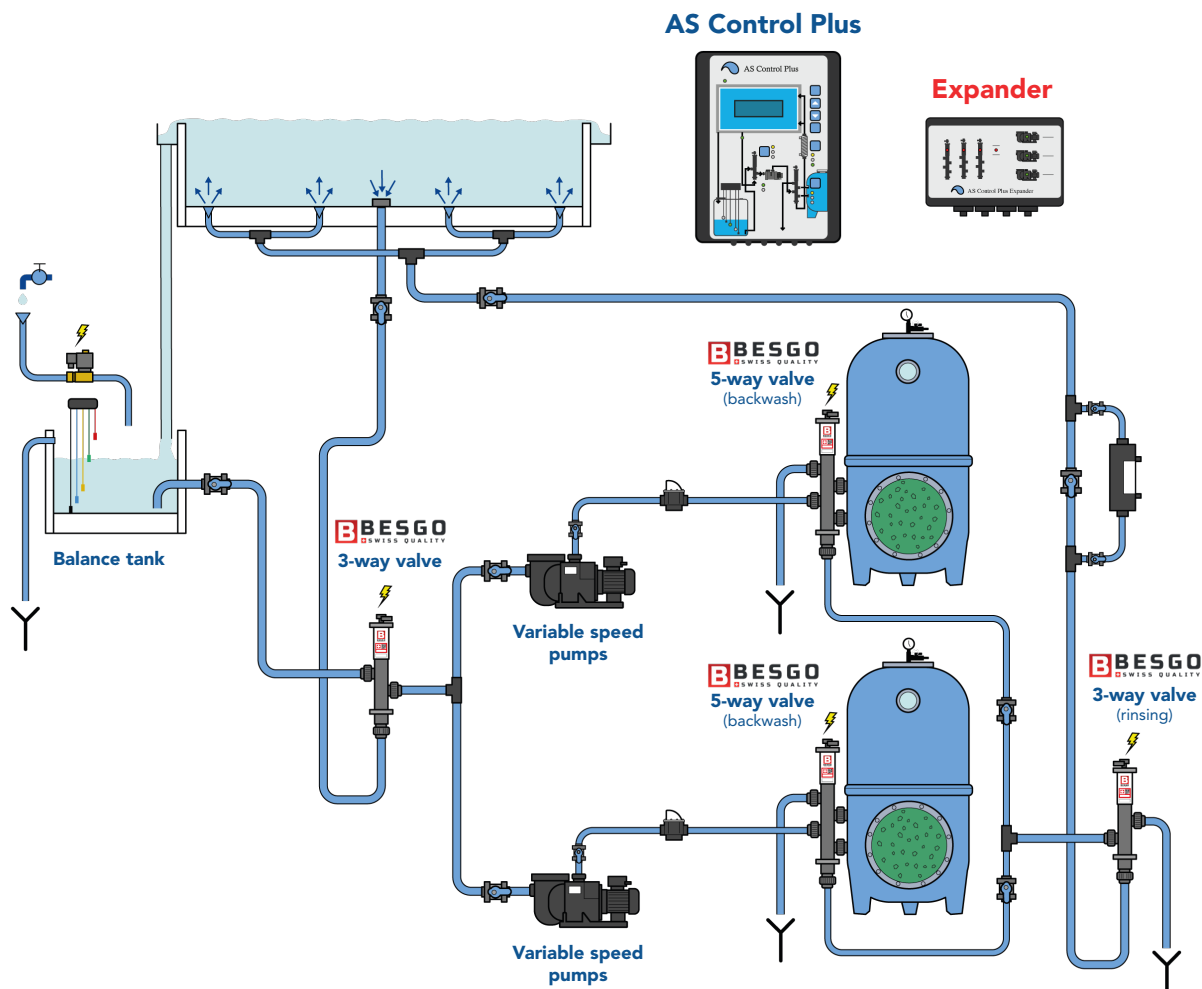 AS Control Plus
AS Control Plus
Expander
AS Control Plus Expander
B BESGO
SWISS QUALITY
5-way valve
(backwash)
B BESGO
SWISS QUALITY
3-way valve
Balance tank
Variable speed
pumps
B BESGO
SWISS QUALITY
5-way valve
(backwash)
B BESGO
SWISS QUALITY
3-way valve
(rinsing)
Variable speed
pumps